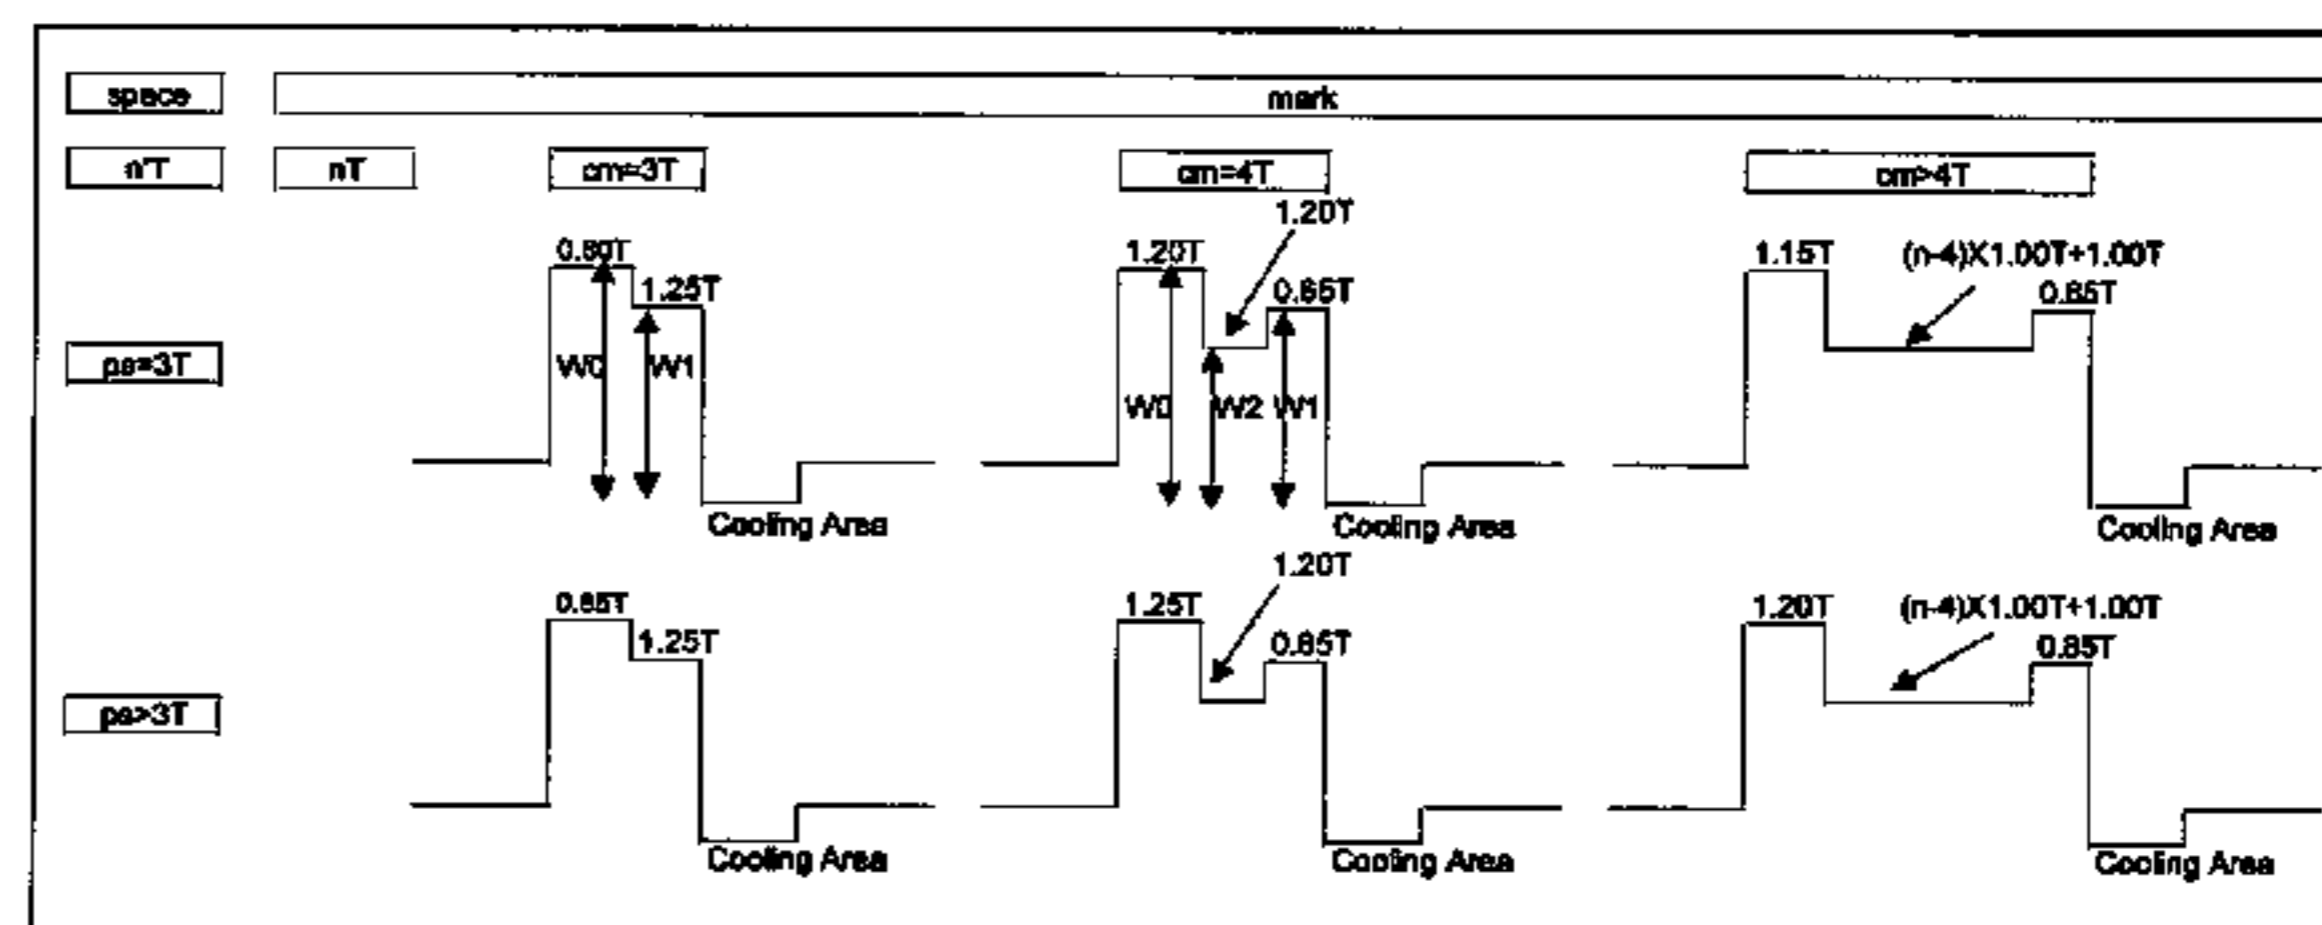 space
mark
n'T nT cm=3T cm=4T cm>4T
1.20T
0.80T 1.20T 1.15T (n-4)X1.00T+1.00T
1.25T 0.85T 0.85T
ps=3T W0 W1
W0 W2 W1
Cooling Area Cooling Area Cooling Area
1.20T
0.85T 1.25T 1.20T (n-4)X1.00T+1.00T
1.25T 0.85T 0.85T
ps>3T
Cooling Area Cooling Area Cooling Area